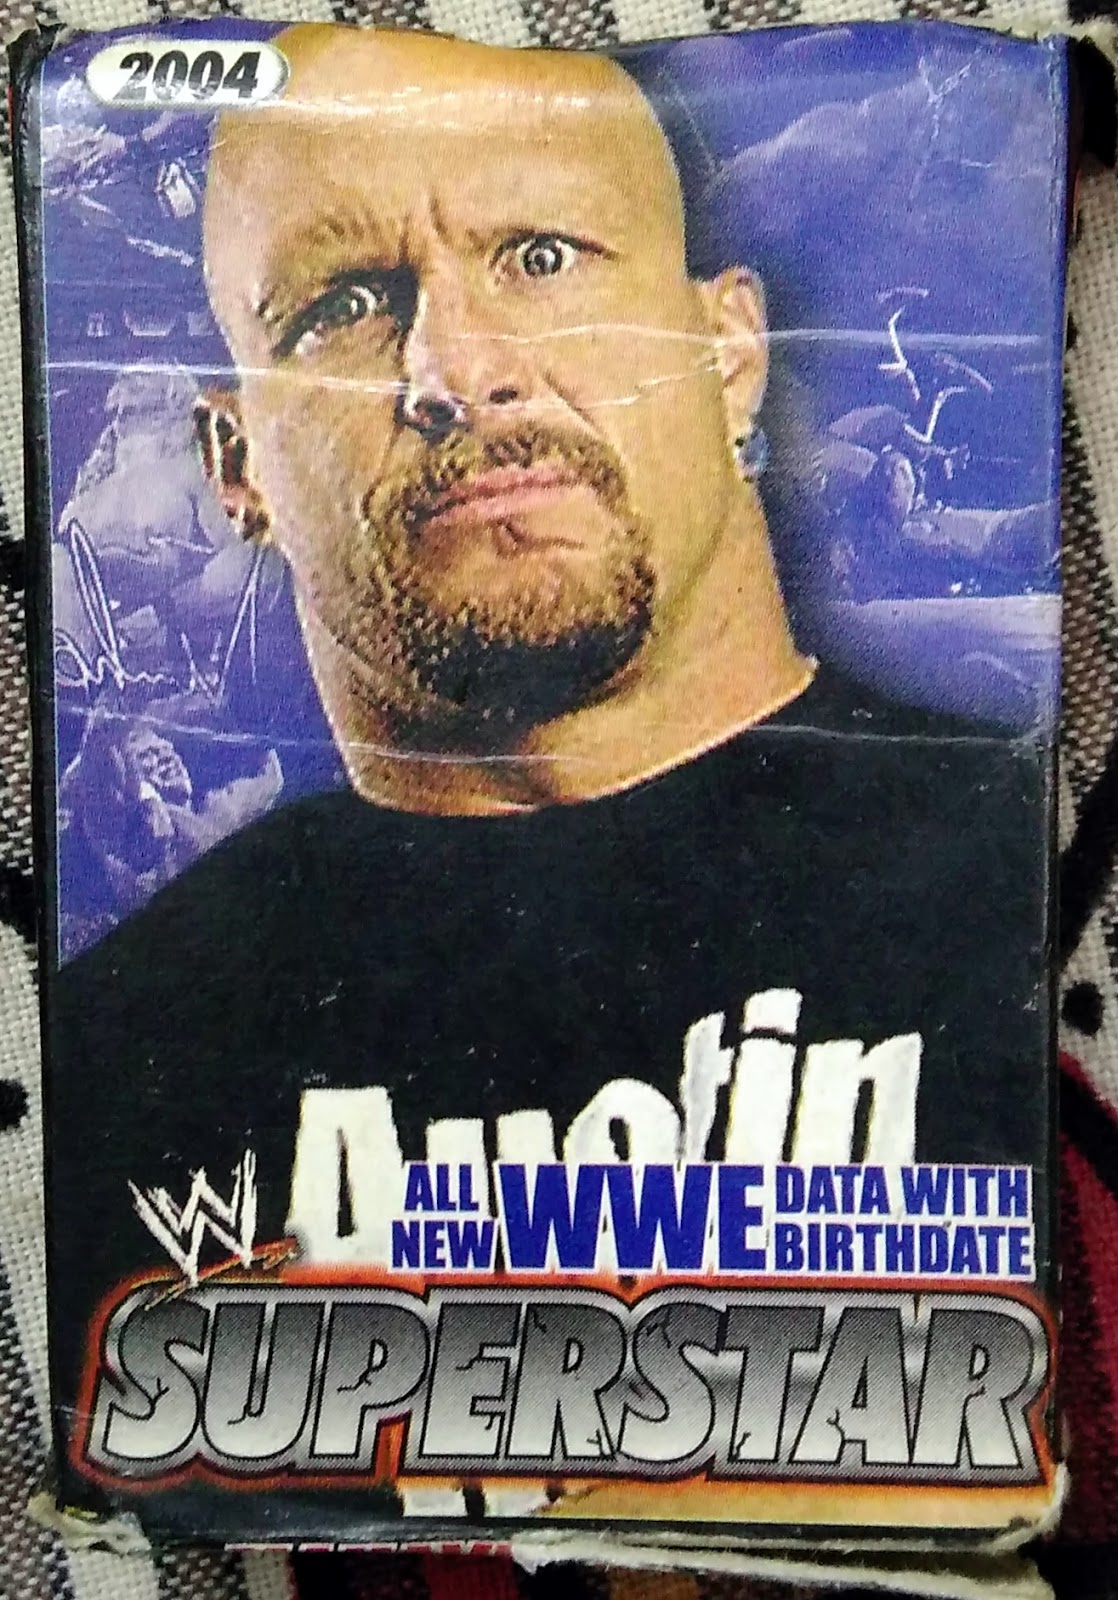 2004
Austin
W
ALL NEW WWE DATA WITH BIRTHDATE
SUPERSTAR